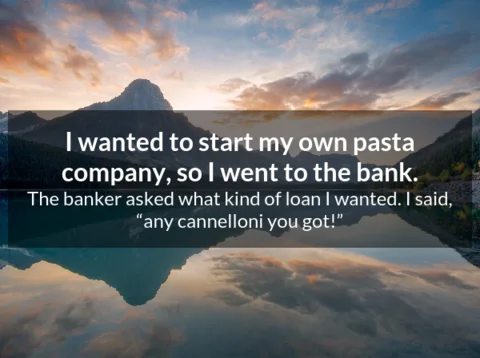 I wanted to start my own pasta
company, so I went to the bank.
The banker asked what kind of loan I wanted. I said,
“any cannelloni you got!”